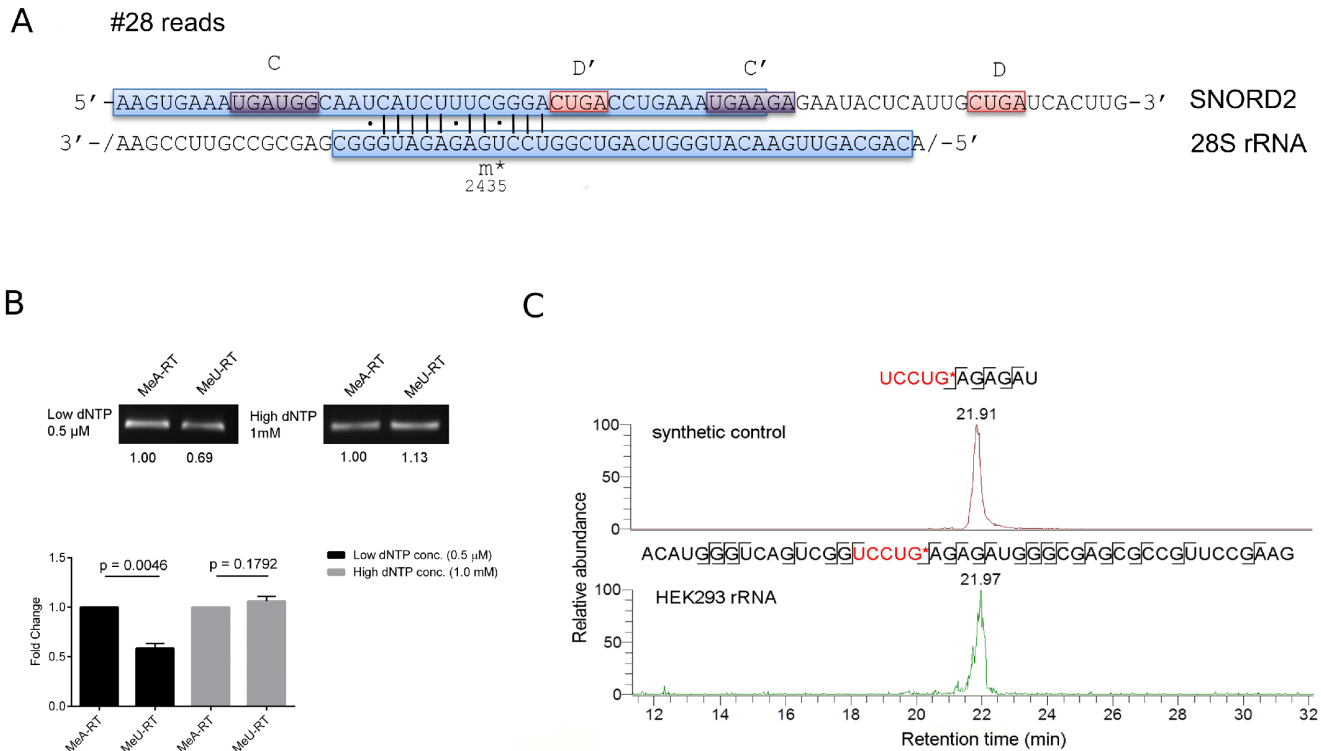 A
#28 reads
C D' C' D
5'-AAGUGAAAUGAUGGCAAUCAUCUUUCGGGACUGACCUGAAAUGAAGAGAAUACUCAUUGCUGAUCACUUG-3' SNORD2
3'-/AAGCCUUGCCGCGAGCGGGUAGAGAGUCCUGGCUGACUGGGUACAAGUUGACGACA/-5' 28S rRNA
m*
2435
B
MeA-RT MeU-RT MeA-RT MeU-RT
Low dNTP 0.5 µM
High dNTP 1mM
1.00 0.69 1.00 1.13
1.5
1.0
0.5
0.0
Fold Change
p = 0.0046 p = 0.1792
MeA-RT MeU-RT MeA-RT MeU-RT
Low dNTP conc. (0.5 µM)
High dNTP conc. (1.0 mM)
C
UCCUG*AGAGAU
21.91
synthetic control
100
50
0
ACAUGGGUCAGUCGGUCCUG*AGAGAUGGGCGAGCGCCGUUCCGAAG
21.97
HEK293 rRNA
100
50
0
Relative abundance
12 14 16 18 20 22 24 26 28 30 32
Retention time (min)